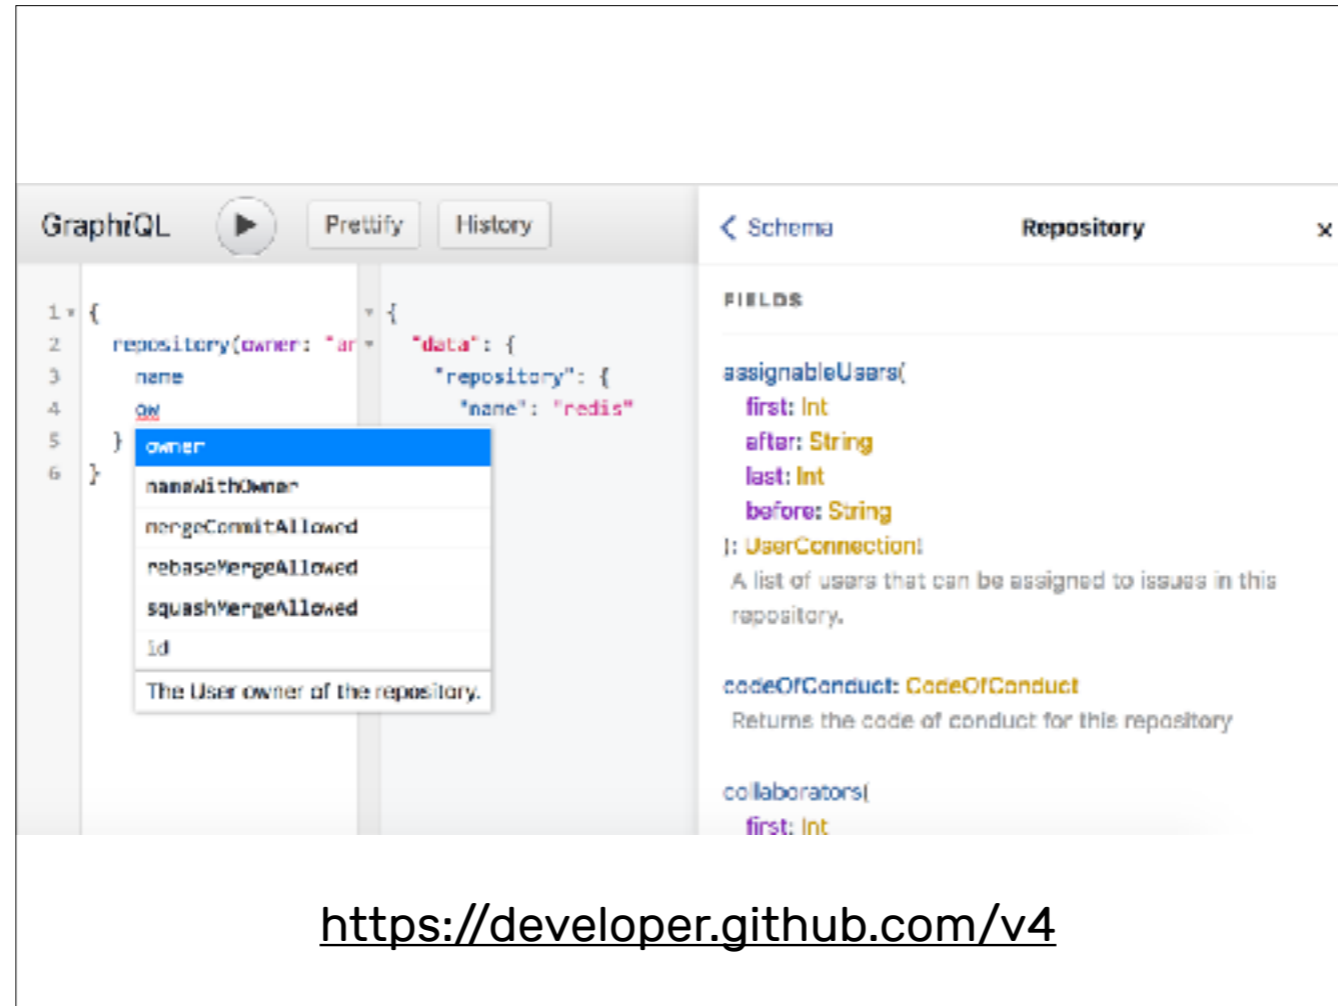 GraphiQL
Prettify
History
1 {
2 repository(owner: "ar
3 name
4 ow
5 }
6 }
owner
nameWithOwner
mergeCommitAllowed
rebaseMergeAllowed
squashMergeAllowed
id
The User owner of the repository.
{
"data": {
"repository": {
"name": "redis"
Schema
Repository
×
FIELDS
assignableUsers(
first: Int
after: String
last: Int
before: String
): UserConnection!
A list of users that can be assigned to issues in this
repository.
codeOfConduct: CodeOfConduct
Returns the code of conduct for this repository
collaborators(
first: Int
https://developer.github.com/v4